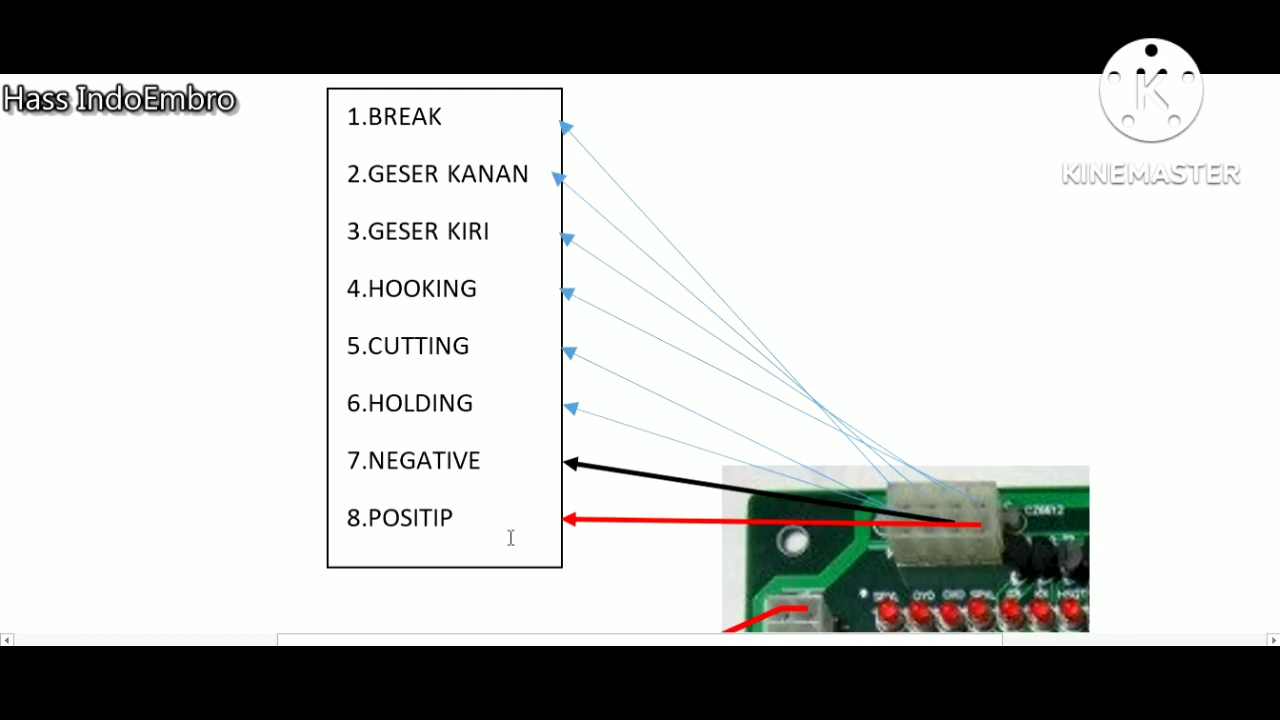 Hass IndoEmbro
KINEMASTER
1.BREAK
2.GESER KANAN
3.GESER KIRI
4.HOOKING
5.CUTTING
6.HOLDING
7.NEGATIVE
8.POSITIP